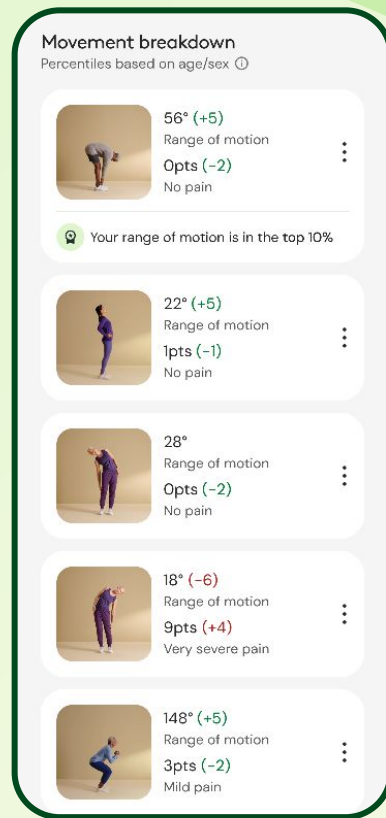 Movement breakdown
Percentiles based on age/sex
56° (+5)
Range of motion
0pts (-2)
No pain
Your range of motion is in the top 10%
22° (+5)
Range of motion
1pts (-1)
No pain
28°
Range of motion
0pts (-2)
No pain
18° (-6)
Range of motion
9pts (+4)
Very severe pain
148° (+5)
Range of motion
3pts (-2)
Mild pain